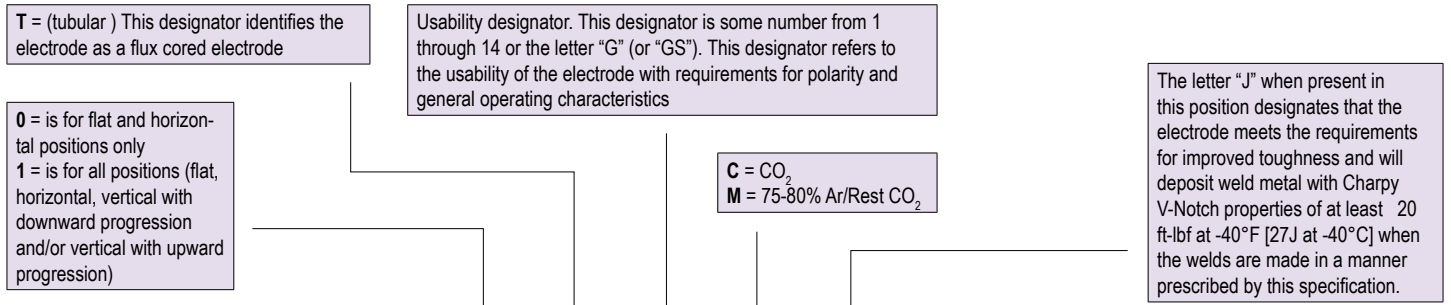 T = (tubular ) This designator identifies the
electrode as a flux cored electrode
Usability designator. This designator is some number from 1
through 14 or the letter “G” (or “GS”). This designator refers to
the usability of the electrode with requirements for polarity and
general operating characteristics
0 = is for flat and horizon-
tal positions only
1 = is for all positions (flat,
horizontal, vertical with
downward progression
and/or vertical with upward
progression)
C = CO2
M = 75-80% Ar/Rest CO2
The letter “J” when present in
this position designates that the
electrode meets the requirements
for improved toughness and will
deposit weld metal with Charpy
V-Notch properties of at least 20
ft-lbf at -40°F [27J at -40°C] when
the welds are made in a manner
prescribed by this specification.